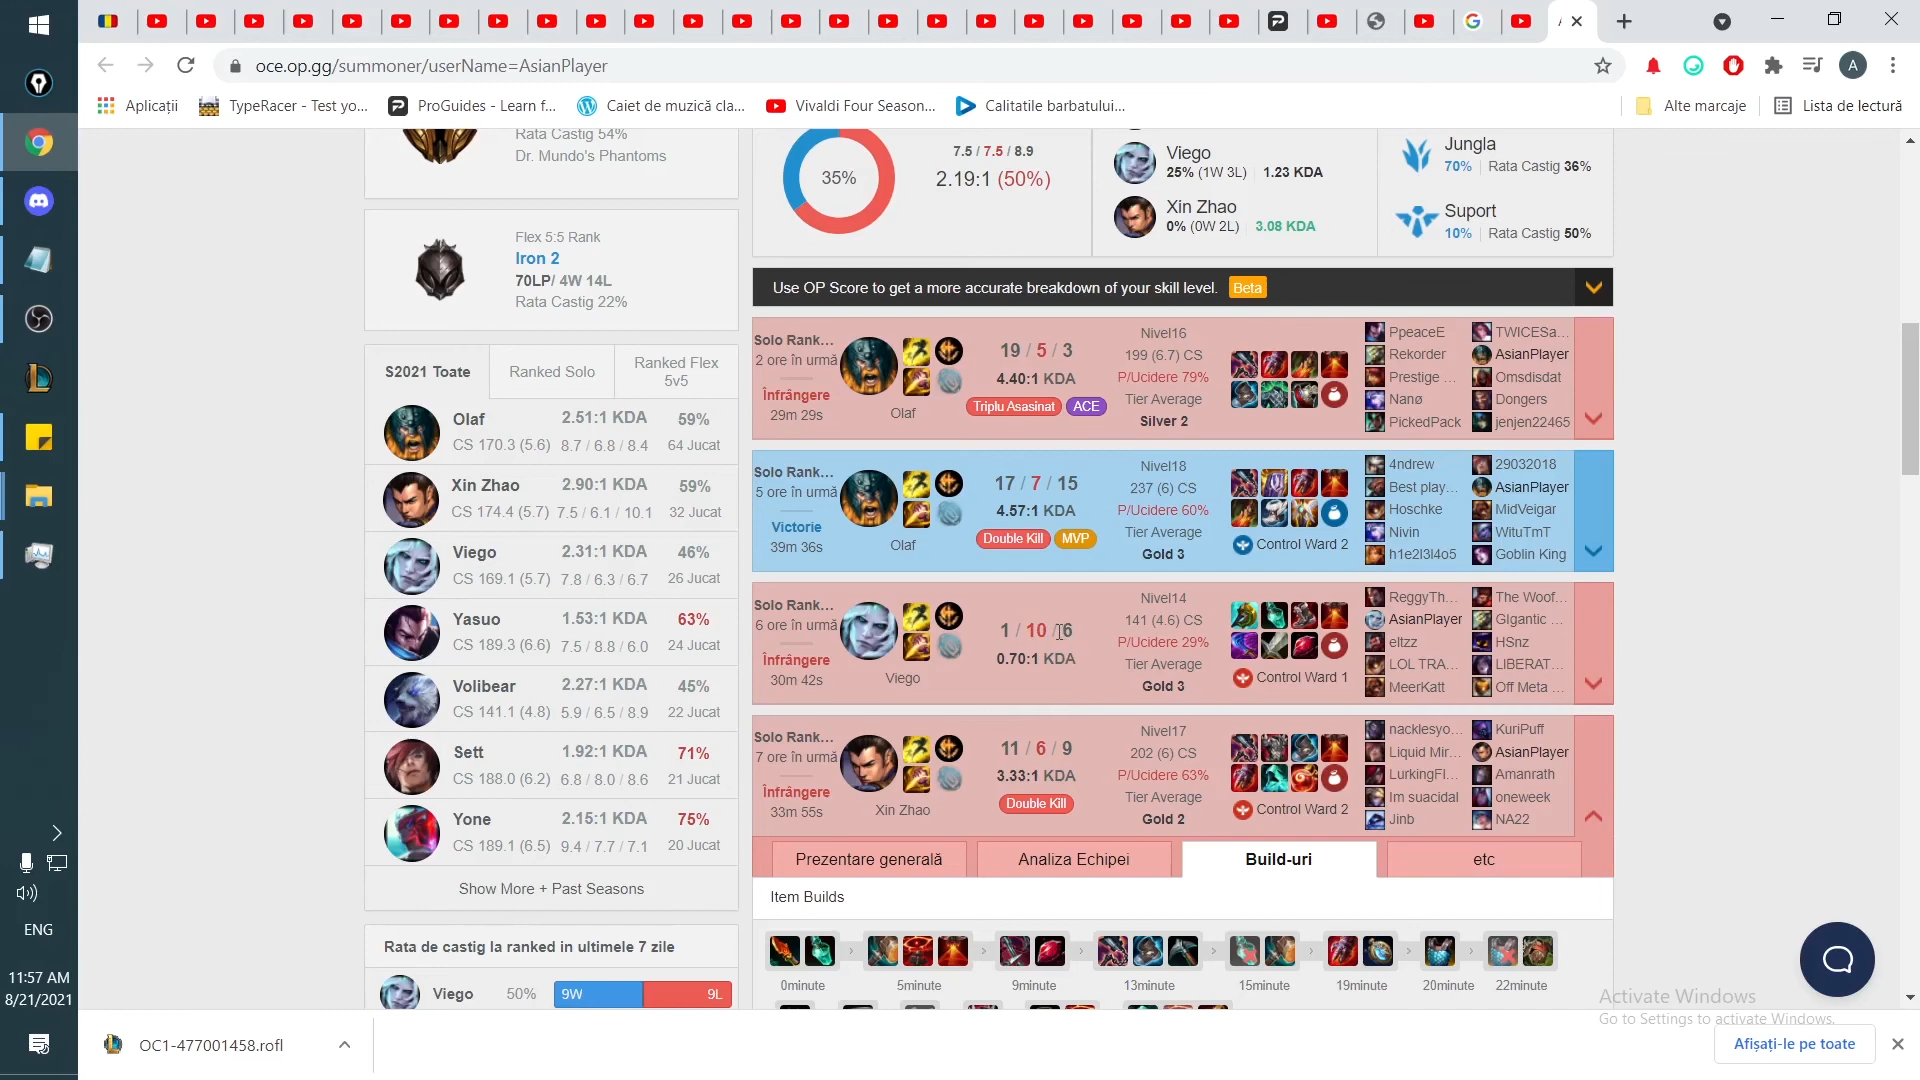 oce.op.gg/summoner/userName=AsianPlayer
A
Aplicații
TypeRacer - Test yo...
ProGuides - Learn f...
Caiet de muzică cla...
Vivaldi Four Season...
Calitatile barbatului...
Alte marcaje
Lista de lectură
Rata Castig 54%
Dr. Mundo's Phantoms
Flex 5:5 Rank
Iron 2
70LP/ 4W 14L
Rata Castig 22%
35%
7.5 / 7.5 / 8.9
2.19:1 (50%)
Viego
25% (1W 3L) 1.23 KDA
Xin Zhao
0% (0W 2L) 3.08 KDA
Jungla
70% Rata Castig 36%
Suport
10% Rata Castig 50%
Use OP Score to get a more accurate breakdown of your skill level. Beta
S2021 Toate
Ranked Solo
Ranked Flex
5v5
Olaf 2.51:1 KDA 59%
CS 170.3 (5.6) 8.7 / 6.8 / 8.4 64 Jucat
Xin Zhao 2.90:1 KDA 59%
CS 174.4 (5.7) 7.5 / 6.1 / 10.1 32 Jucat
Viego 2.31:1 KDA 46%
CS 169.1 (5.7) 7.8 / 6.3 / 6.7 26 Jucat
Yasuo 1.53:1 KDA 63%
CS 189.3 (6.6) 7.5 / 8.8 / 6.0 24 Jucat
Volibear 2.27:1 KDA 45%
CS 141.1 (4.8) 5.9 / 6.5 / 8.9 22 Jucat
Sett 1.92:1 KDA 71%
CS 188.0 (6.2) 6.8 / 8.0 / 8.6 21 Jucat
Yone 2.15:1 KDA 75%
CS 189.1 (6.5) 9.4 / 7.7 / 7.1 20 Jucat
Show More + Past Seasons
Rata de castig la ranked in ultimele 7 zile
Viego 50% 9W 9L
Solo Rank...
2 ore în urmă
Înfrângere
29m 29s
Olaf
19 / 5 / 3
4.40:1 KDA
Triplu Asasinat ACE
Nivel16
199 (6.7) CS
P/Ucidere 79%
Tier Average
Silver 2
PpeaceE TWICESa...
Rekorder AsianPlayer
Prestige ... Omsdisdat
Nanø Dongers
PickedPack jenjen22465
Solo Rank...
5 ore în urmă
Victorie
39m 36s
Olaf
17 / 7 / 15
4.57:1 KDA
Double Kill MVP
Nivel18
237 (6) CS
P/Ucidere 60%
Tier Average
Gold 3
Control Ward 2
4ndrew 29032018
Best play... AsianPlayer
Hoschke MidVeigar
Nivin WituTmT
h1e2l3l4o5 Goblin King
Solo Rank...
6 ore în urmă
Înfrângere
30m 42s
Viego
1 / 10 / 6
0.70:1 KDA
Nivel14
141 (4.6) CS
P/Ucidere 29%
Tier Average
Gold 3
Control Ward 1
ReggyTh... The Woof...
AsianPlayer GIgantic ...
eltzz HSnz
LOL TRA... LIBERAT...
MeerKatt Off Meta ...
Solo Rank...
7 ore în urmă
Înfrângere
33m 55s
Xin Zhao
11 / 6 / 9
3.33:1 KDA
Double Kill
Nivel17
202 (6) CS
P/Ucidere 63%
Tier Average
Gold 2
Control Ward 2
nacklesyo... KuriPuff
Liquid Mir... AsianPlayer
LurkingFl... Amanrath
Im suacidal oneweek
Jinb NA22
Prezentare generală
Analiza Echipei
Build-uri
etc
Item Builds
0minute 5minute 9minute 13minute 15minute 19minute 20minute 22minute
Activate Windows
Go to Settings to activate Windows.
ENG
11:57 AM
8/21/2021
OC1-477001458.rofl
Afișați-le pe toate